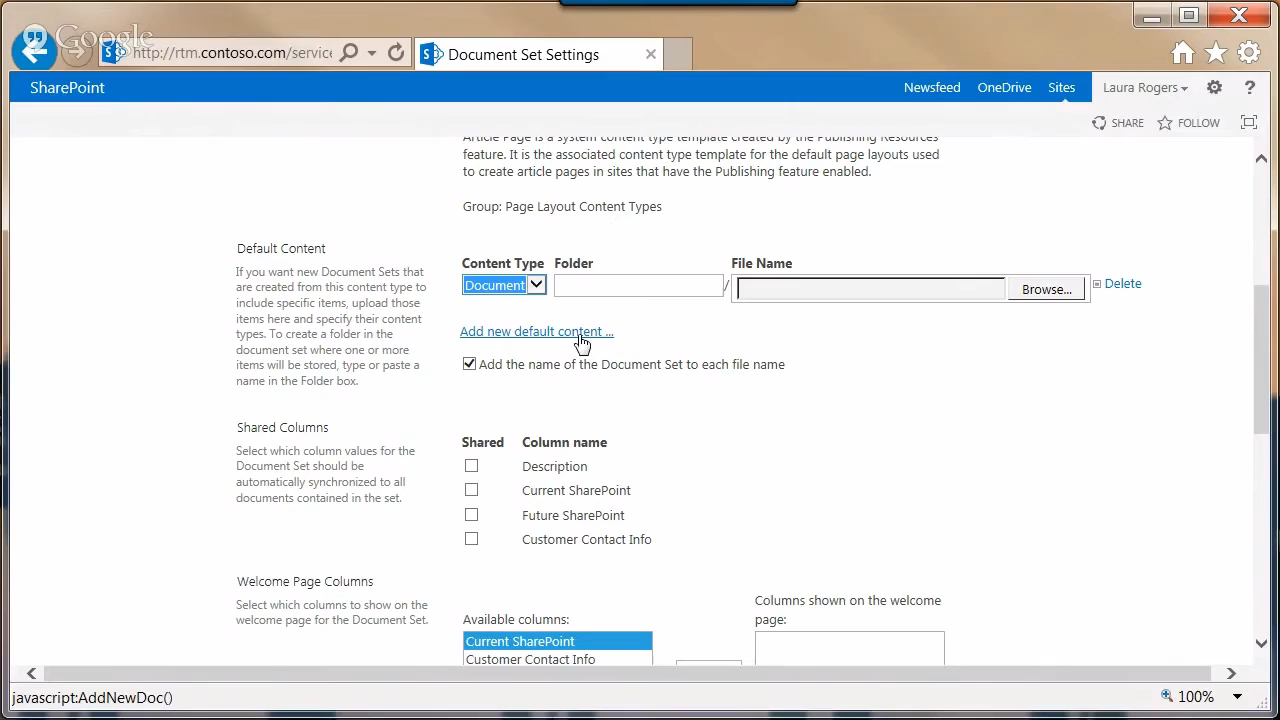 Google
http://rtm.contoso.com/service
Document Set Settings
SharePoint
Newsfeed OneDrive Sites Laura Rogers ?
SHARE FOLLOW
Article Page is a system content type template created by the Publishing Resources
feature. It is the associated content type template for the default page layouts used
to create article pages in sites that have the Publishing feature enabled.
Group: Page Layout Content Types
Default Content
If you want new Document Sets that
are created from this content type to
include specific items, upload those
items here and specify their content
types. To create a folder in the
document set where one or more
items will be stored, type or paste a
name in the Folder box.
Content Type Folder File Name
Document / Browse... Delete
Add new default content ...
Add the name of the Document Set to each file name
Shared Columns
Select which column values for the
Document Set should be
automatically synchronized to all
documents contained in the set.
Shared Column name
Description
Current SharePoint
Future SharePoint
Customer Contact Info
Welcome Page Columns
Select which columns to show on the
welcome page for the Document Set.
Available columns:
Current SharePoint
Customer Contact Info
Columns shown on the welcome
page:
javascript:AddNewDoc()
100%